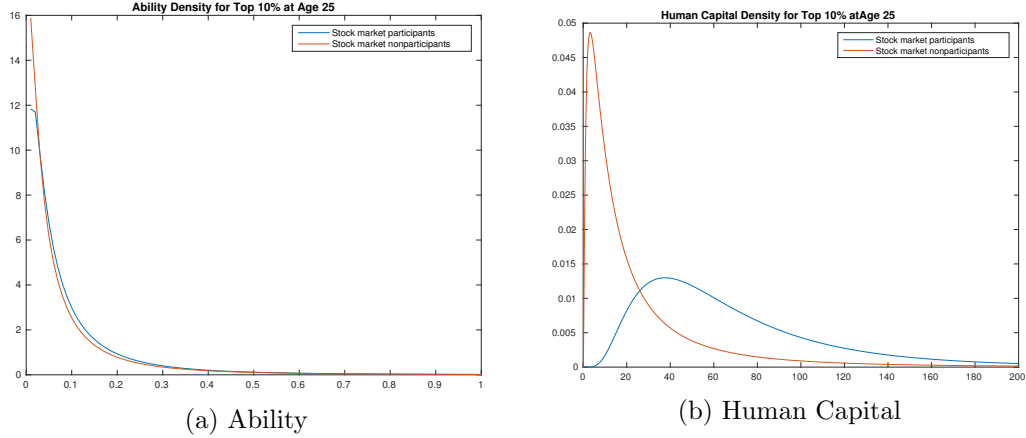 Ability Density for Top 10% at Age 25
Stock market participants
Stock market nonparticipants
16
14
12
10
8
6
4
2
0
0 0.1 0.2 0.3 0.4 0.5 0.6 0.7 0.8 0.9 1
(a) Ability
Human Capital Density for Top 10% atAge 25
Stock market participants
Stock market nonparticipants
0.05
0.045
0.04
0.035
0.03
0.025
0.02
0.015
0.01
0.005
0
0 20 40 60 80 100 120 140 160 180 200
(b) Human Capital